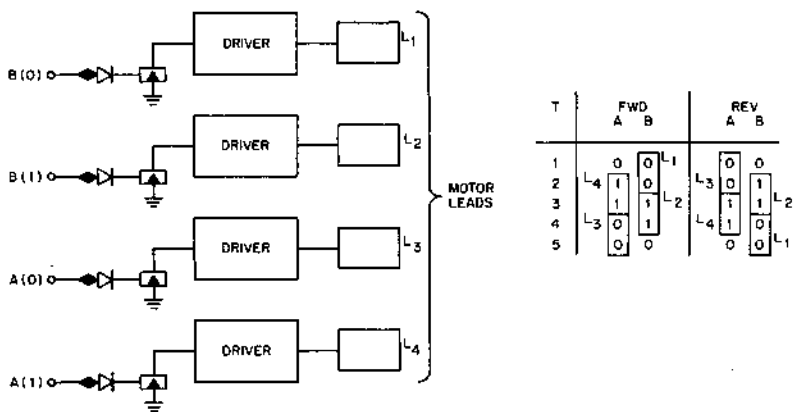 DRIVER
L1
B(0)
DRIVER
L2
B(1)
MOTOR
LEADS
DRIVER
L3
A(0)
DRIVER
L4
A(1)
T FWD REV
A B A B
1 0 0 L1 0 0
2 L4 1 0 L3 0 1
3 1 1 L2 1 1 L2
4 L3 0 1 L4 1 0
5 0 0 0 0 L1